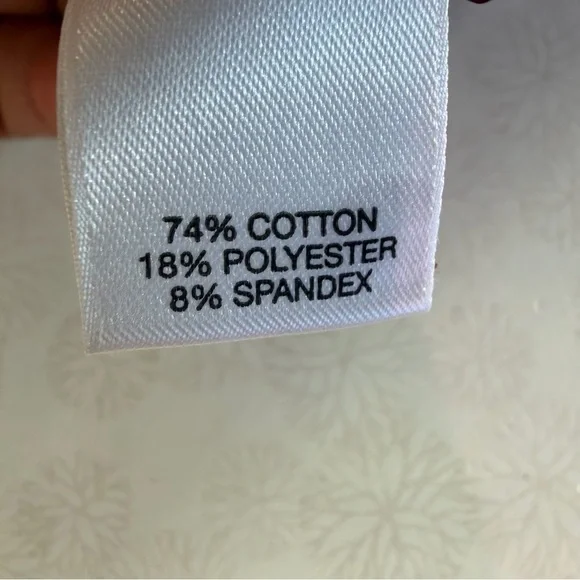 74% COTTON
18% POLYESTER
8% SPANDEX